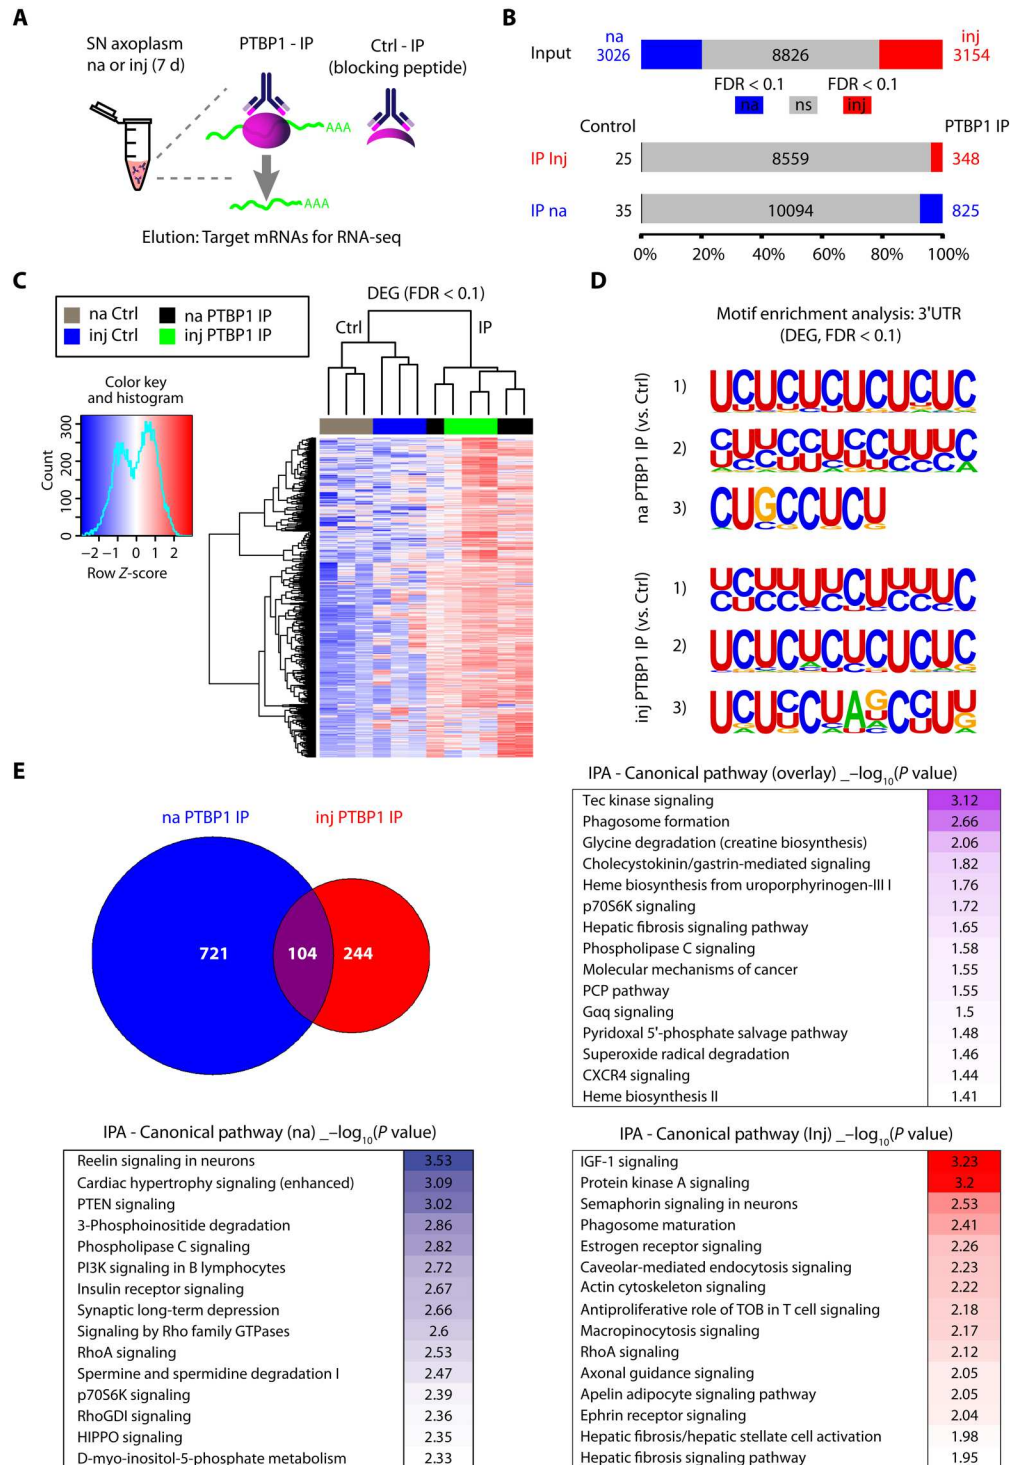 A
SN axoplasm
na or inj (7 d)
PTBP1 - IP
Ctrl - IP
(blocking peptide)
AAA
AAA
Elution: Target mRNAs for RNA-seq
B
na
inj
Input
3026
8826
3154
FDR < 0.1
FDR < 0.1
na
ns
inj
Control
PTBP1 IP
IP Inj
25
8559
348
IP na
35
10094
825
0%
20%
40%
60%
80%
100%
C
na Ctrl
na PTBP1 IP
inj Ctrl
inj PTBP1 IP
DEG (FDR < 0.1)
Ctrl
IP
Color key
and histogram
Count
0
100
200
300
−2 −1 0 1 2
Row Z-score
D
Motif enrichment analysis: 3'UTR
(DEG, FDR < 0.1)
na PTBP1 IP (vs. Ctrl)
1)
UCUCUCUCUCUC
2)
CUUCCUCCUUUC
3)
CUGCCUCU
inj PTBP1 IP (vs. Ctrl)
1)
UCUUUUCUUUUC
2)
UCUCUCUCUCUC
3)
UCUCCUAGCCUU
E
na PTBP1 IP
inj PTBP1 IP
721
104
244
IPA - Canonical pathway (overlay) _–log10(P value)
Tec kinase signaling 3.12
Phagosome formation 2.66
Glycine degradation (creatine biosynthesis) 2.06
Cholecystokinin/gastrin-mediated signaling 1.82
Heme biosynthesis from uroporphyrinogen-III I 1.76
p70S6K signaling 1.72
Hepatic fibrosis signaling pathway 1.65
Phospholipase C signaling 1.58
Molecular mechanisms of cancer 1.55
PCP pathway 1.55
Gαq signaling 1.5
Pyridoxal 5'-phosphate salvage pathway 1.48
Superoxide radical degradation 1.46
CXCR4 signaling 1.44
Heme biosynthesis II 1.41
IPA - Canonical pathway (na) _–log10(P value)
Reelin signaling in neurons 3.53
Cardiac hypertrophy signaling (enhanced) 3.09
PTEN signaling 3.02
3-Phosphoinositide degradation 2.86
Phospholipase C signaling 2.82
PI3K signaling in B lymphocytes 2.72
Insulin receptor signaling 2.67
Synaptic long-term depression 2.66
Signaling by Rho family GTPases 2.6
RhoA signaling 2.53
Spermine and spermidine degradation I 2.47
p70S6K signaling 2.39
RhoGDI signaling 2.36
HIPPO signaling 2.35
D-myo-inositol-5-phosphate metabolism 2.33
IPA - Canonical pathway (Inj) _–log10(P value)
IGF-1 signaling 3.23
Protein kinase A signaling 3.2
Semaphorin signaling in neurons 2.53
Phagosome maturation 2.41
Estrogen receptor signaling 2.26
Caveolar-mediated endocytosis signaling 2.23
Actin cytoskeleton signaling 2.22
Antiproliferative role of TOB in T cell signaling 2.18
Macropinocytosis signaling 2.17
RhoA signaling 2.12
Axonal guidance signaling 2.05
Apelin adipocyte signaling pathway 2.05
Ephrin receptor signaling 2.04
Hepatic fibrosis/hepatic stellate cell activation 1.98
Hepatic fibrosis signaling pathway 1.95